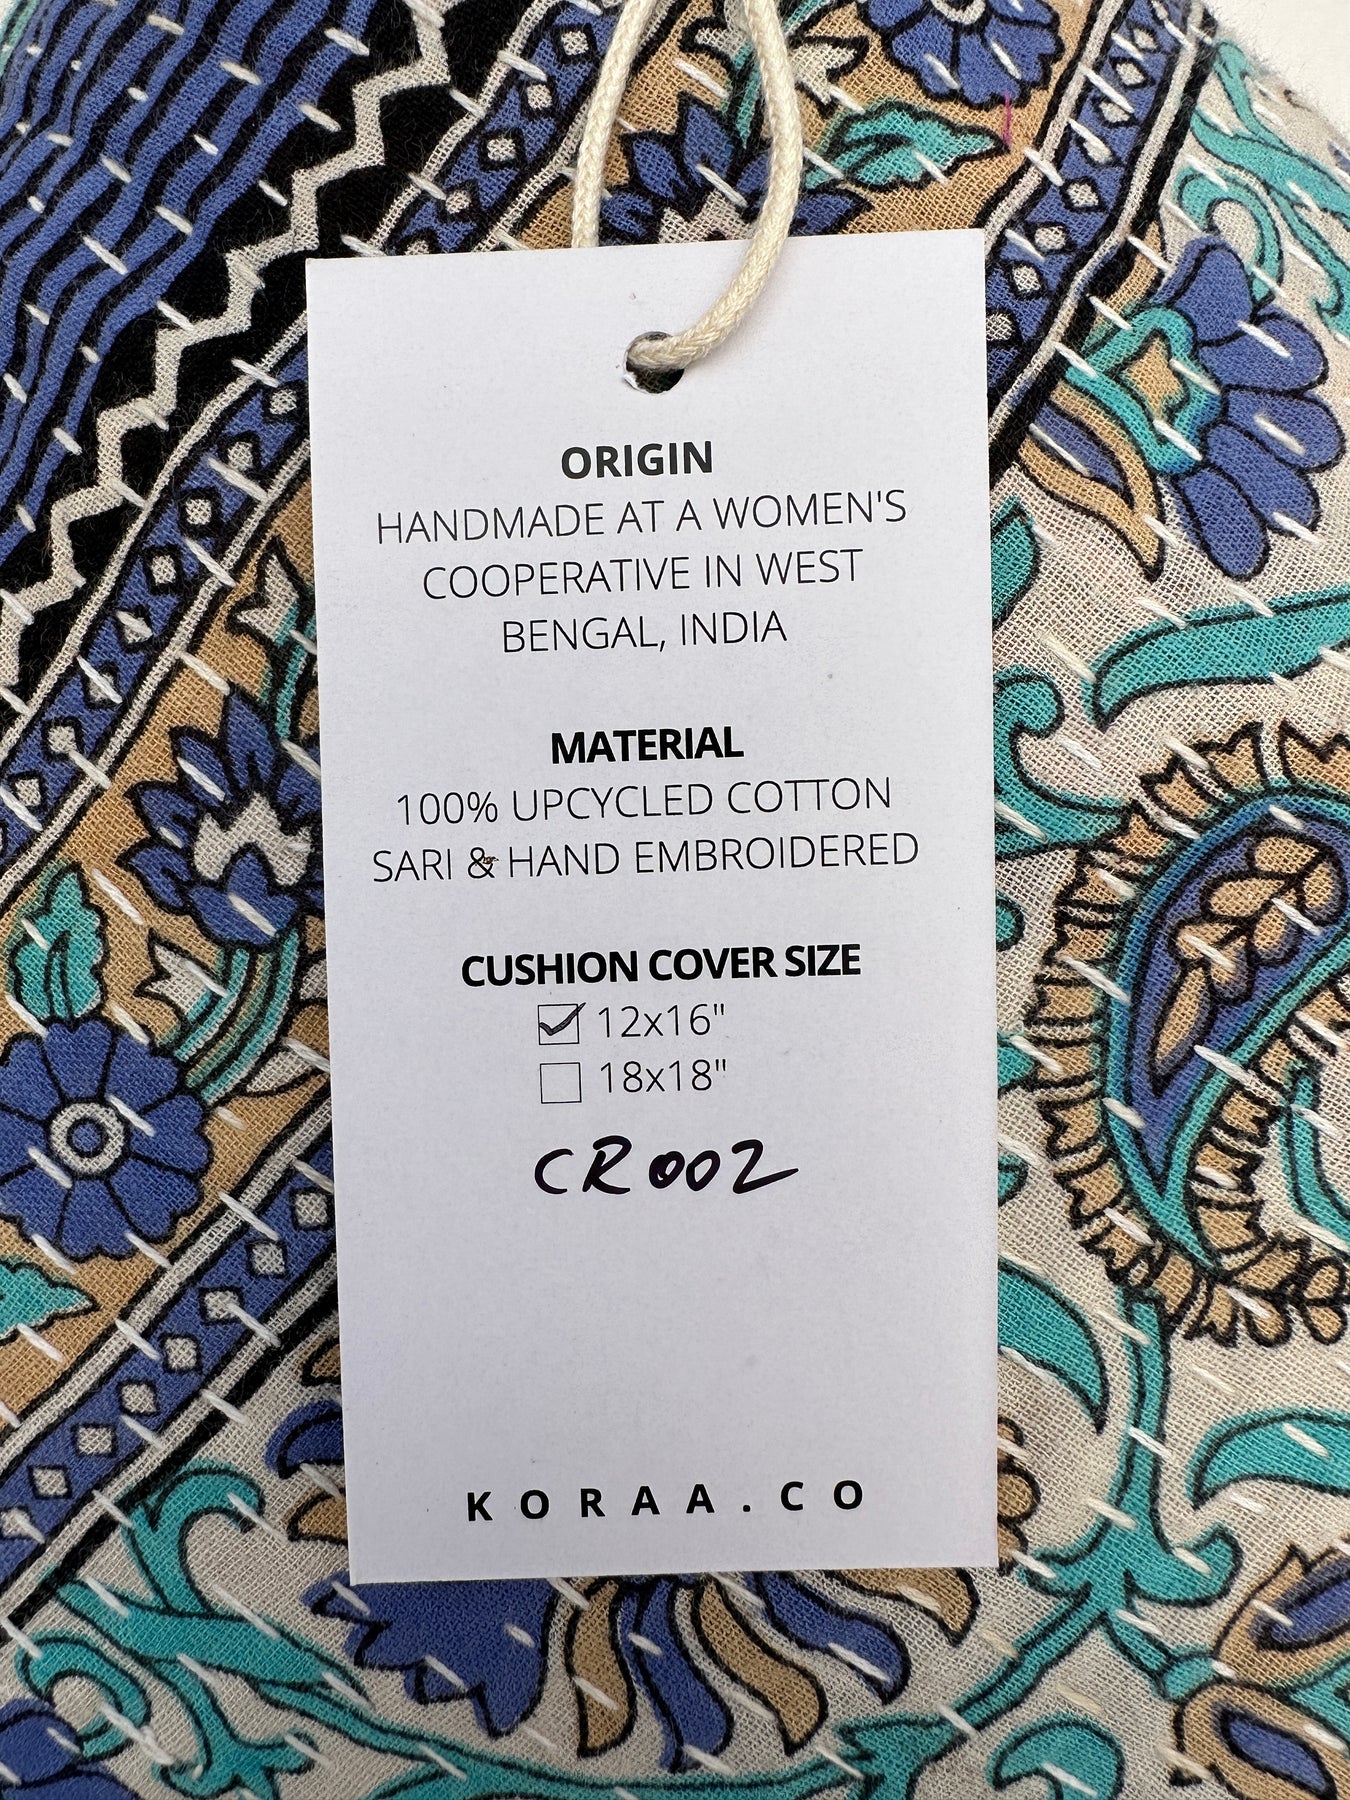 ORIGIN
HANDMADE AT A WOMEN'S
COOPERATIVE IN WEST
BENGAL, INDIA
MATERIAL
100% UPCYCLED COTTON
SARI & HAND EMBROIDERED
CUSHION COVER SIZE
12x16"
18x18"
CR002
KORAA.CO